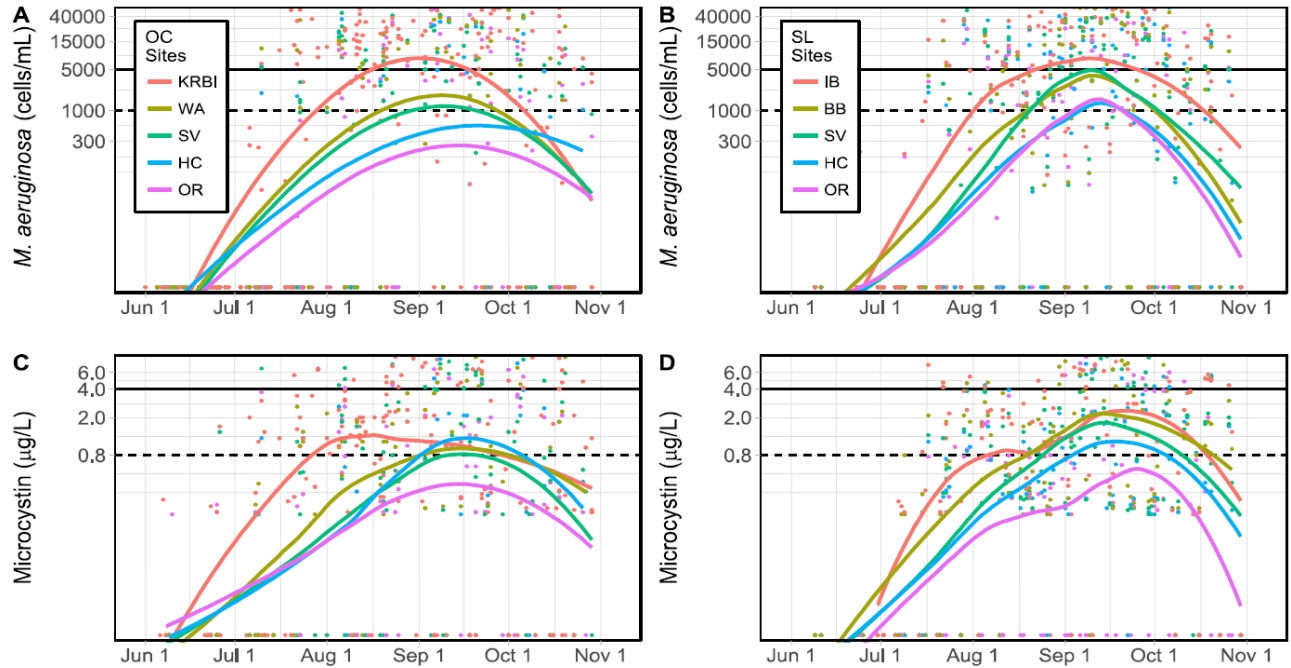 A
M. aeruginosa (cells/mL)
40000
15000
5000
1000
300
OC
Sites
KRBI
WA
SV
HC
OR
Jun 1 Jul 1 Aug 1 Sep 1 Oct 1 Nov 1
B
M. aeruginosa (cells/mL)
40000
15000
5000
1000
300
SL
Sites
IB
BB
SV
HC
OR
Jun 1 Jul 1 Aug 1 Sep 1 Oct 1 Nov 1
C
Microcystin (μg/L)
6.0
4.0
2.0
0.8
Jun 1 Jul 1 Aug 1 Sep 1 Oct 1 Nov 1
D
Microcystin (μg/L)
6.0
4.0
2.0
0.8
Jun 1 Jul 1 Aug 1 Sep 1 Oct 1 Nov 1